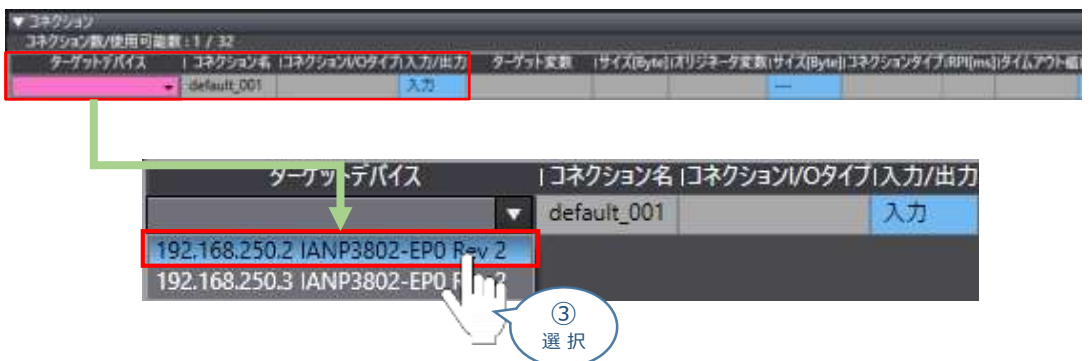 ▼ コネクション
コネクション数/使用可能数 : 1 / 32
ターゲットデバイス | コネクション名 |コネクションI/Oタイプ|入力/出力 ターゲット変数 |サイズ[Byte]|オリジネータ変数|サイズ[Byte]|コネクションタイプ|RPI[ms]|タイムアウト値
default_001 入力 ---
ターゲットデバイス | コネクション名 |コネクションI/Oタイプ|入力/出力
▼ default_001 入力
192.168.250.2 IANP3802-EP0 Rev 2
192.168.250.3 IANP3802-EP0 2
③
選 択